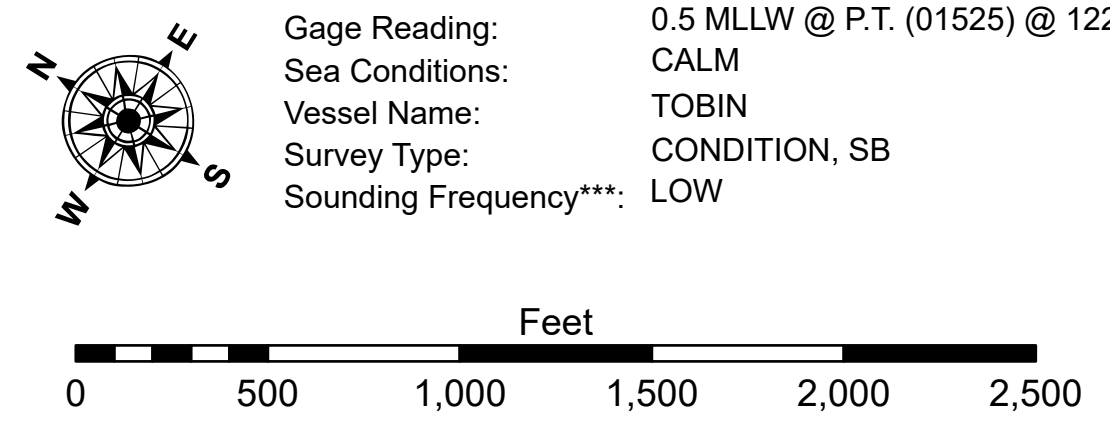 N
E
S
W
Gage Reading: 0.5 MLLW @ P.T. (01525) @ 122
Sea Conditions: CALM
Vessel Name: TOBIN
Survey Type: CONDITION, SB
Sounding Frequency***: LOW
Feet
0 500 1,000 1,500 2,000 2,500